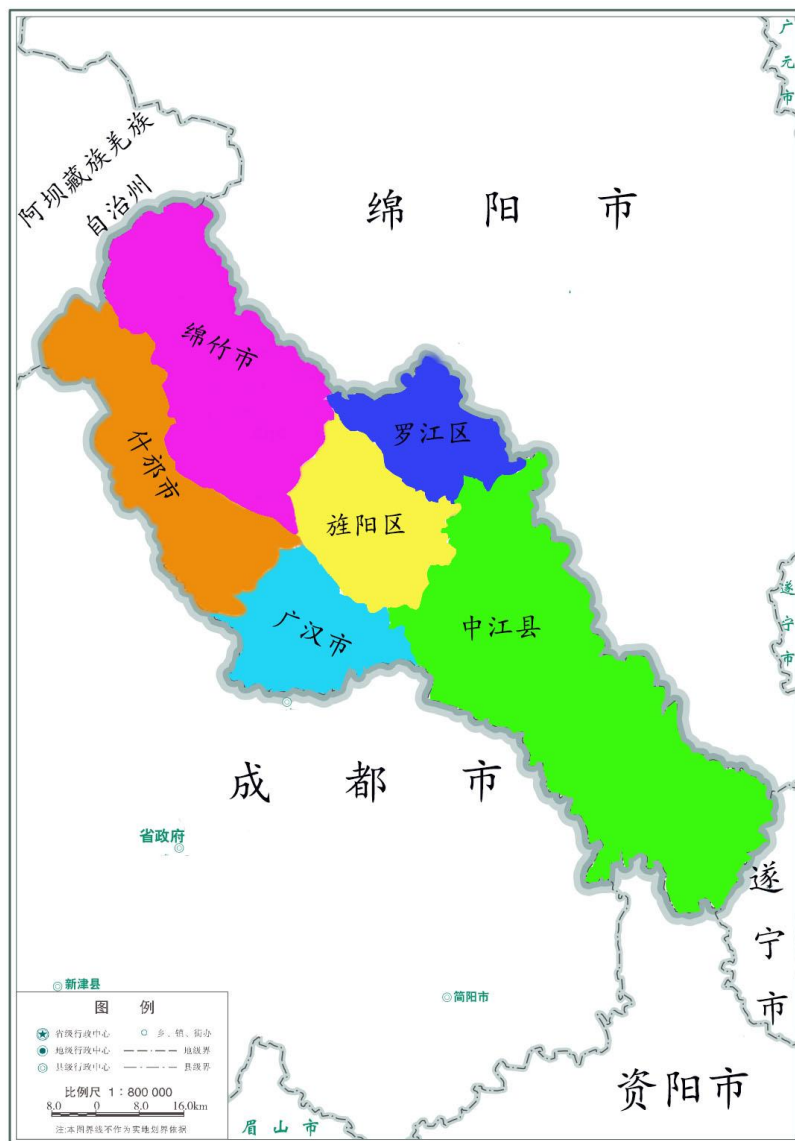 广元市
阿坝藏族羌族
自治州
绵阳市
绵竹市
罗江区
什邡市
旌阳区
广汉市
中江县
遂宁市
成都市
省政府
遂宁市
新津县
简阳市
资阳市
眉山市
图 例
省级行政中心 乡、镇、街办
地级行政中心 地级界
县级行政中心 县级界
比例尺 1:800 000
8.0 0 8.0 16.0km
注:本图界线不作为实地划界依据